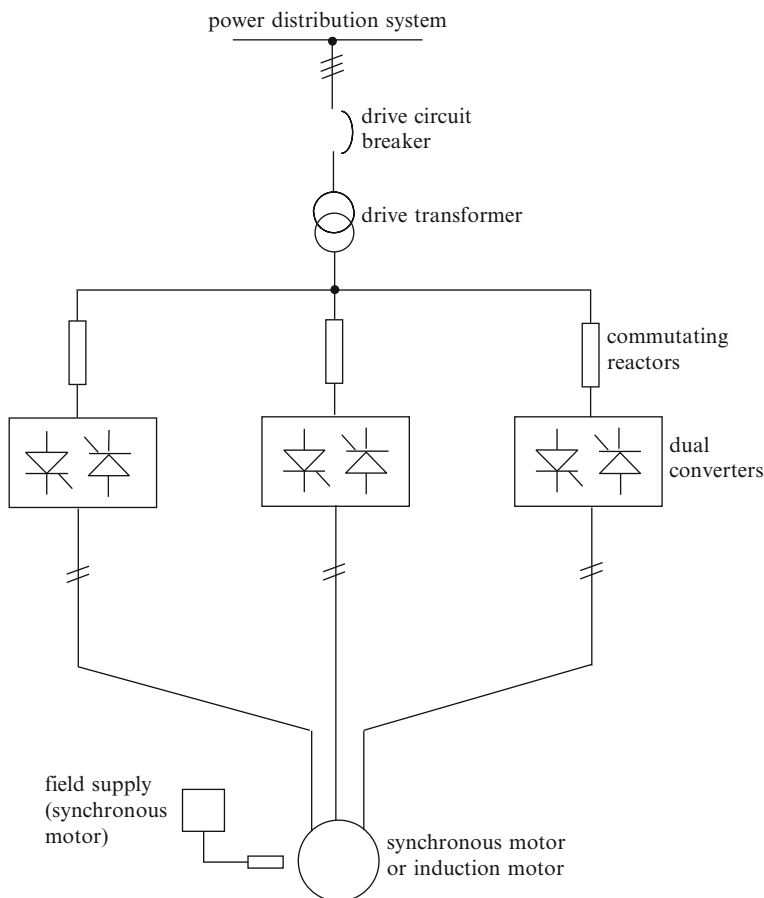 power distribution system
drive circuit
breaker
drive transformer
commutating
reactors
dual
converters
field supply
(synchronous
motor)
synchronous motor
or induction motor